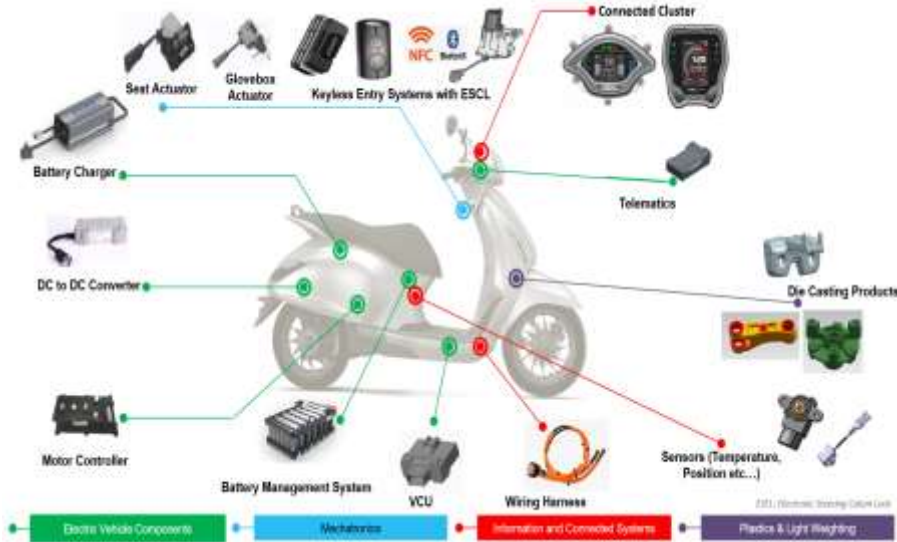 Connected Cluster
Seat Actuator
Glovebox
Actuator
NFC
Bluetooth
Keyless Entry Systems with ESCL
Battery Charger
Telematics
DC to DC Converter
Die Casting Products
Motor Controller
Battery Management System
VCU
Wiring Harness
Sensors (Temperature,
Position etc…)
Electronic Steering Column Lock
Electro Vehicle Components
Mechatronics
Information and Connected Systems
Plastics & Light Weighting